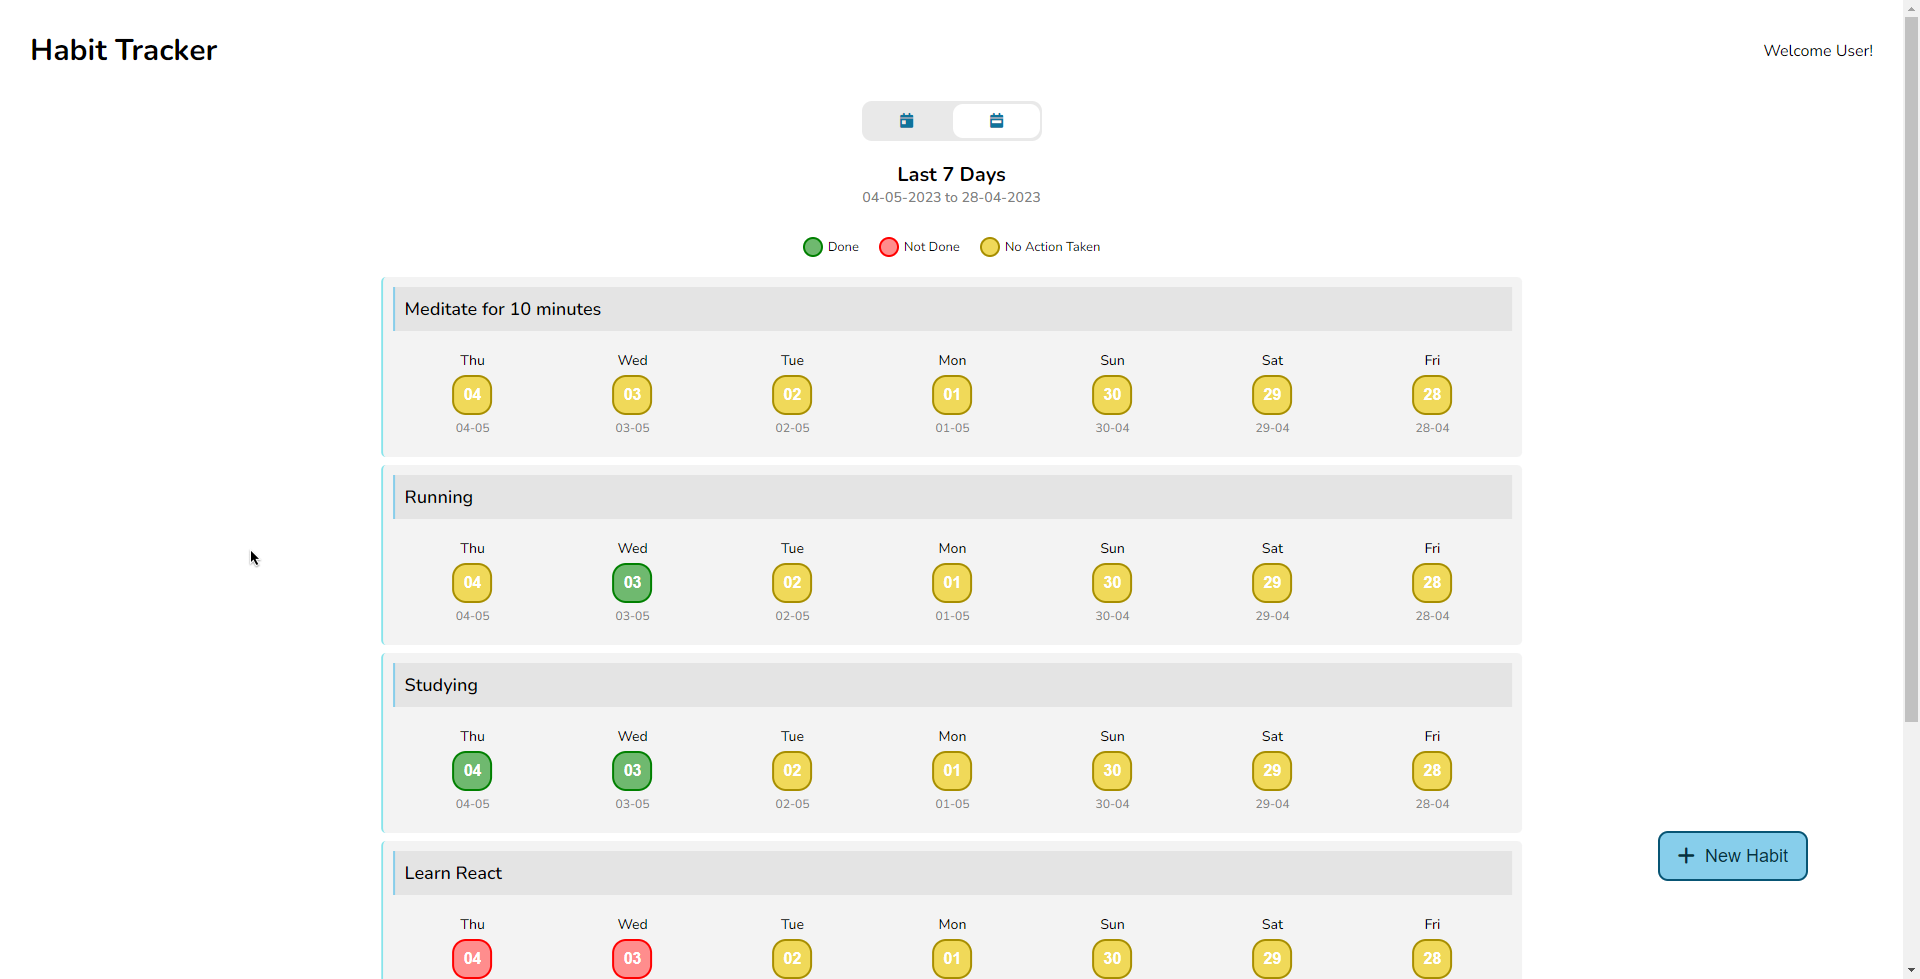 Habit Tracker
Welcome User!
Last 7 Days
04-05-2023 to 28-04-2023
Done Not Done No Action Taken
Meditate for 10 minutes
Thu Wed Tue Mon Sun Sat Fri
04 03 02 01 30 29 28
04-05 03-05 02-05 01-05 30-04 29-04 28-04
Running
Thu Wed Tue Mon Sun Sat Fri
04 03 02 01 30 29 28
04-05 03-05 02-05 01-05 30-04 29-04 28-04
Studying
Thu Wed Tue Mon Sun Sat Fri
04 03 02 01 30 29 28
04-05 03-05 02-05 01-05 30-04 29-04 28-04
+ New Habit
Learn React
Thu Wed Tue Mon Sun Sat Fri
04 03 02 01 30 29 28